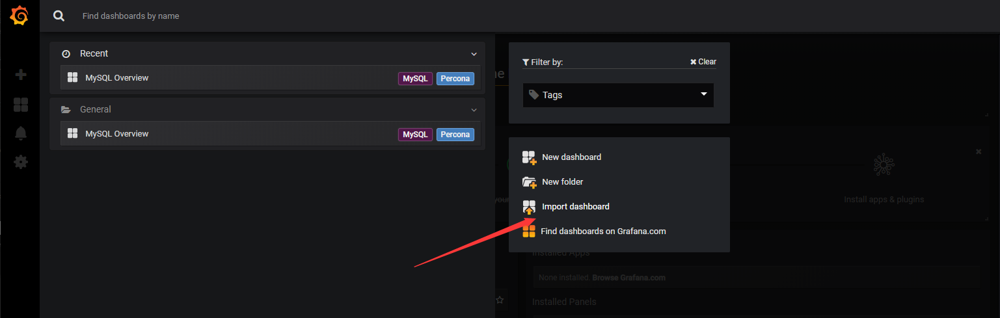 Find dashboards by name
Recent
MySQL Overview
MySQL
Percona
General
MySQL Overview
MySQL
Percona
Filter by:
Clear
Tags
New dashboard
New folder
Import dashboard
Find dashboards on Grafana.com
your
Install apps & plugins
Installed Apps
None installed. Browse Grafana.com
Installed Panels